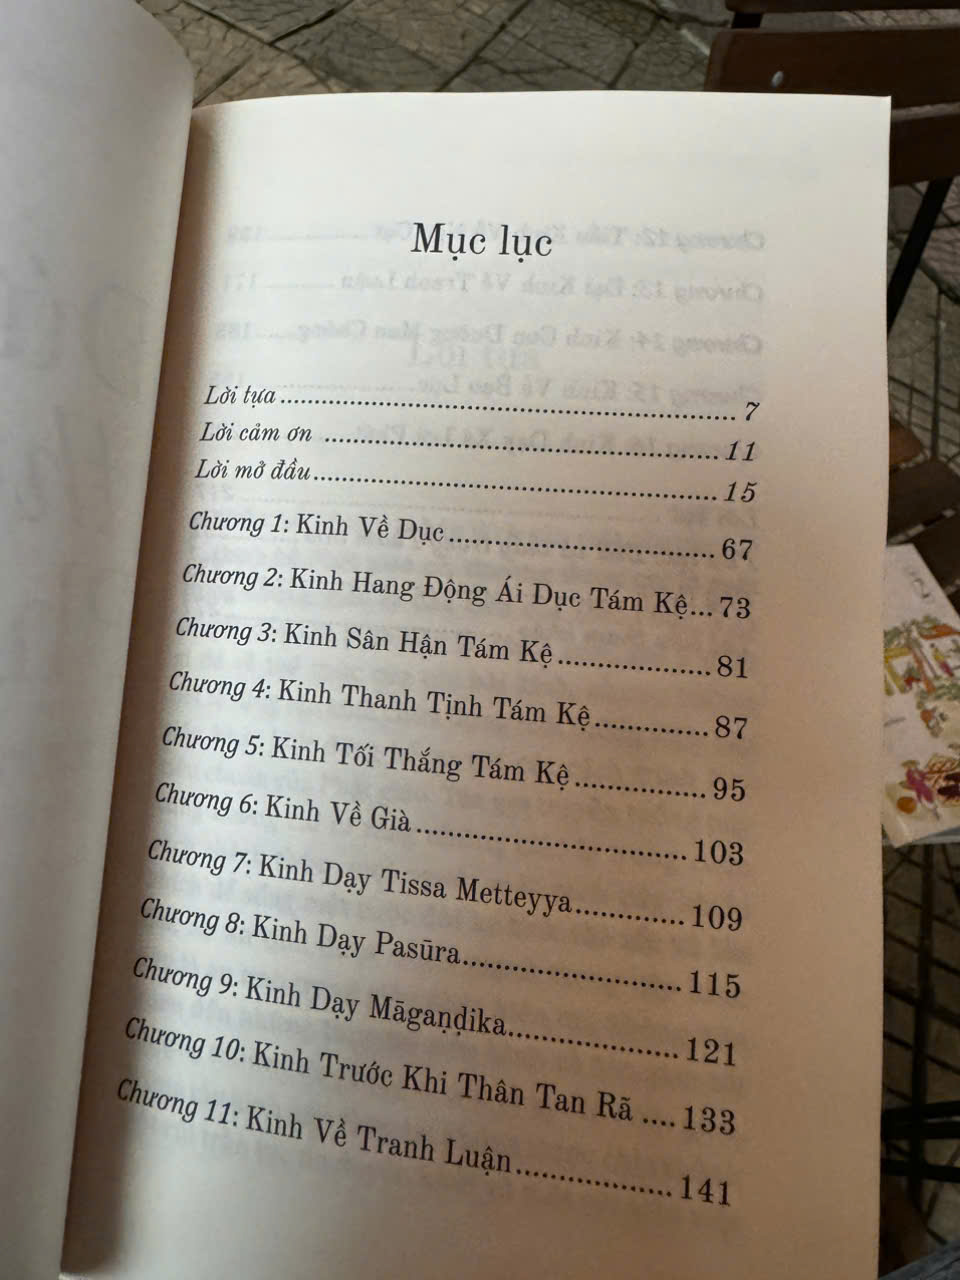 Mục lục
Lời tựa ........................................ 7
Lời cảm ơn ........................................ 11
Lời mở đầu ........................................ 15
Chương 1: Kinh Về Dục ........................................ 67
Chương 2: Kinh Hang Động Ái Dục Tám Kệ... 73
Chương 3: Kinh Sân Hận Tám Kệ .................... 81
Chương 4: Kinh Thanh Tịnh Tám Kệ .............. 87
Chương 5: Kinh Tối Thắng Tám Kệ ................ 95
Chương 6: Kinh Về Già .................................... 103
Chương 7: Kinh Dạy Tissa Metteyya ............. 109
Chương 8: Kinh Dạy Pasūra ............................ 115
Chương 9: Kinh Dạy Māgaṇḍika ...................... 121
Chương 10: Kinh Trước Khi Thân Tan Rã .... 133
Chương 11: Kinh Về Tranh Luận .................... 141